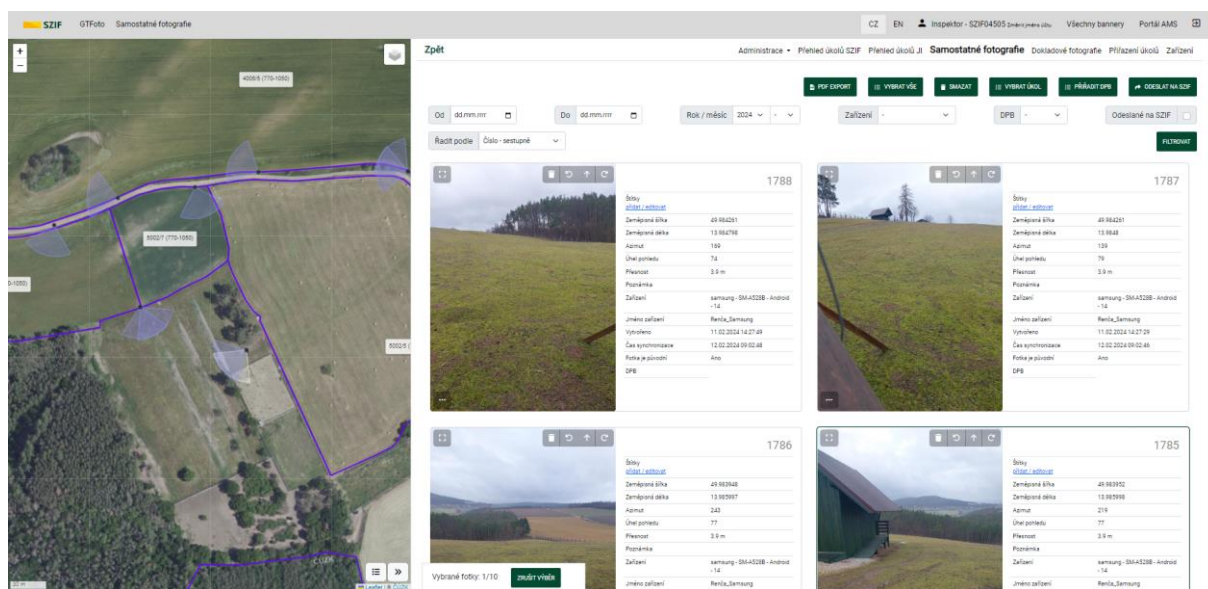 SZIF GTFoto Samostatné fotografie CZ EN Inspektor - SZIF04505 Všechny bannery Portál AMS
+
−
4008/6 (770-1050)
5002/7 (770-1050)
0-1050)
5002/5 (
20 m
ČÚZK
Leaflet | © ČÚZK
Zpět Administrace Přehled úkolů SZIF Přehled úkolů JI Samostatné fotografie Dokladové fotografie Přiřazení úkolů Zařízení
PDF EXPORT VYBRAT VŠE SMAZAT VYBRAT ÚKOL PŘIŘADIT DPB ODESLAT NA SZIF
Od dd.mm.rrrr Do dd.mm.rrrr Rok / měsíc 2024 - Zařízení - DPB - Odeslané na SZIF
Řadit podle Číslo - sestupně FILTROVAT
1788
Štítky
přidat / editovat
Zeměpisná šířka 49.984261
Zeměpisná délka 13.984798
Azimut 169
Úhel pohledu 74
Přesnost 3.9 m
Poznámka
Zařízení samsung - SM-A528B - Android
- 14
Jméno zařízení Renča_Samsung
Vytvořeno 11.02.2024 14:27:49
Čas synchronizace 12.02.2024 09:02:48
Fotka je původní Ano
DPB
1787
Štítky
přidat / editovat
Zeměpisná šířka 49.984261
Zeměpisná délka 13.9848
Azimut 139
Úhel pohledu 79
Přesnost 3.9 m
Poznámka
Zařízení samsung - SM-A528B - Android
- 14
Jméno zařízení Renča_Samsung
Vytvořeno 11.02.2024 14:27:29
Čas synchronizace 12.02.2024 09:02:46
Fotka je původní Ano
DPB
1786
Štítky
přidat / editovat
Zeměpisná šířka 49.983948
Zeměpisná délka 13.985997
Azimut 243
Úhel pohledu 77
Přesnost 3.9 m
Poznámka
Zařízení samsung - SM-A528B - Android
- 14
Jméno zařízení Renča_Samsung
1785
Štítky
přidat / editovat
Zeměpisná šířka 49.983952
Zeměpisná délka 13.985998
Azimut 219
Úhel pohledu 77
Přesnost 3.9 m
Poznámka
Zařízení samsung - SM-A528B - Android
- 14
Jméno zařízení Renča_Samsung
Vybrané fotky: 1/10 ZRUŠIT VÝBĚR